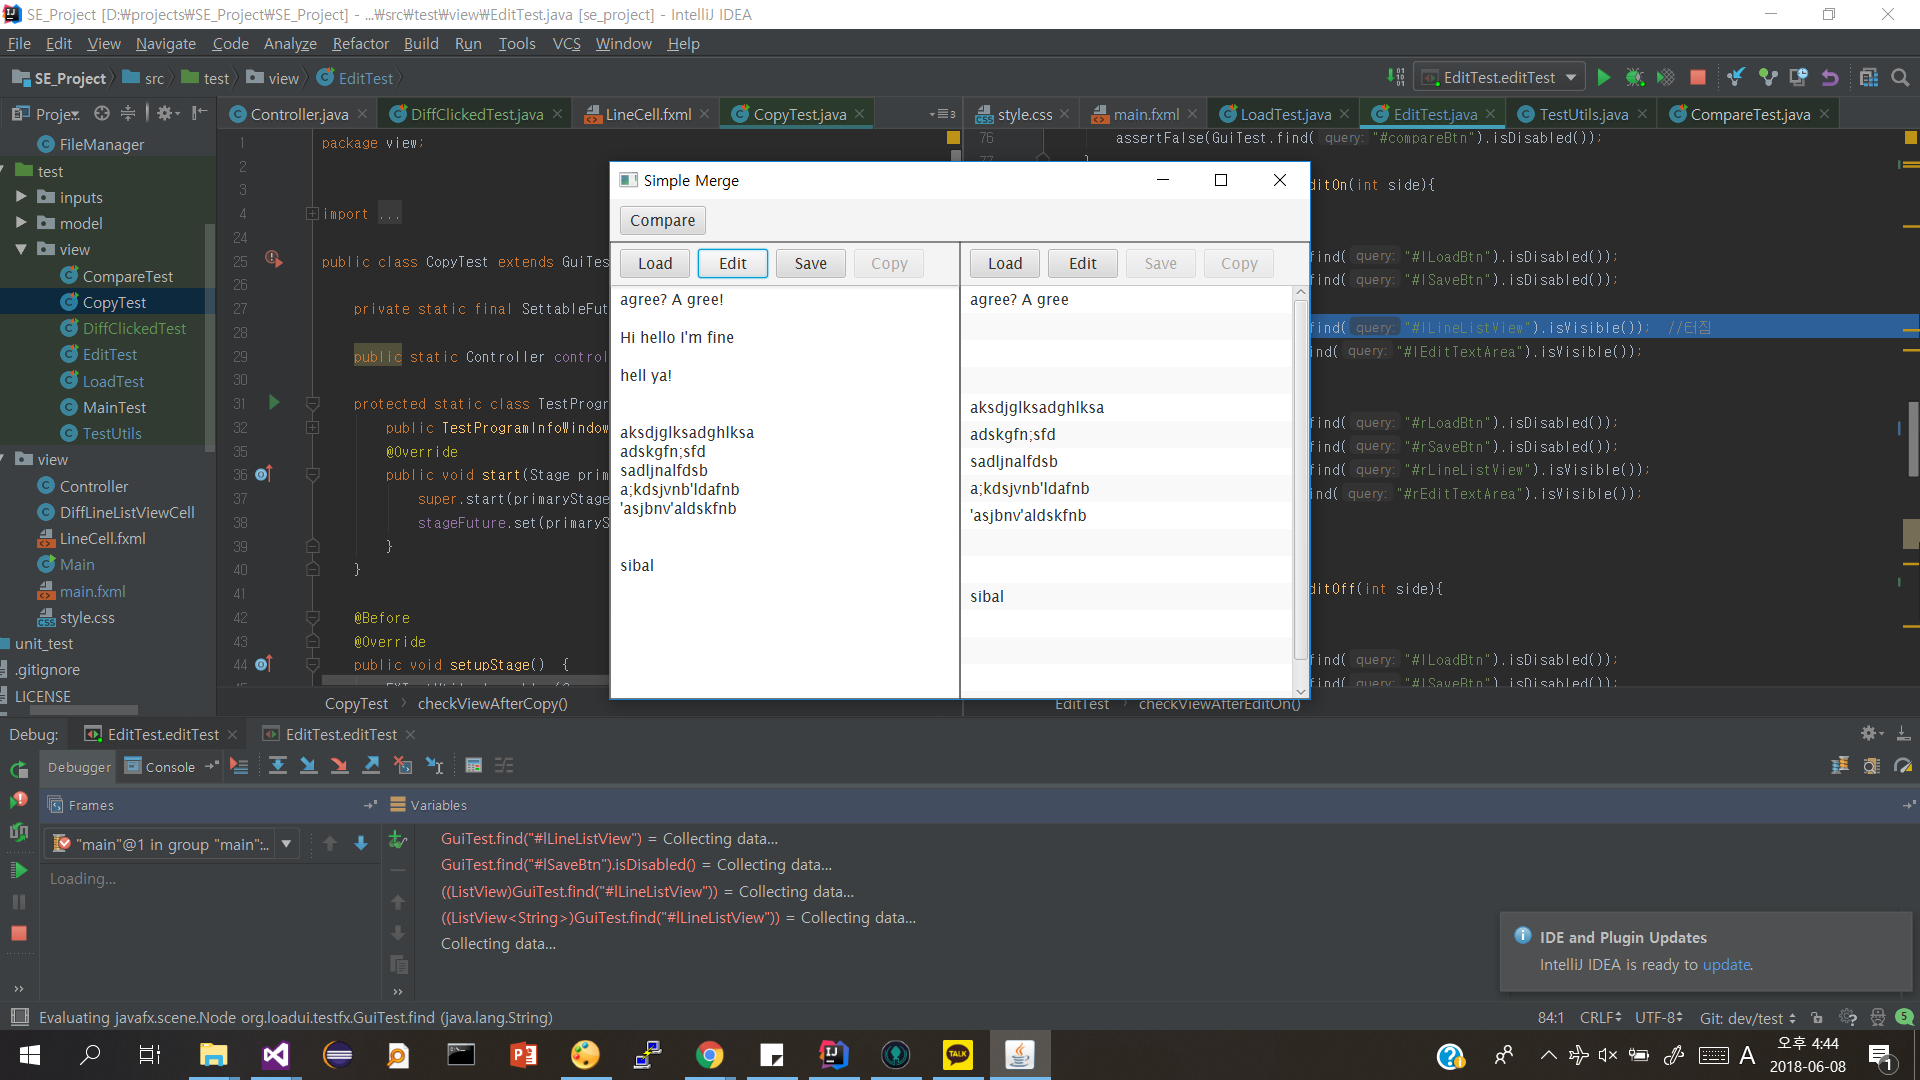 SE_Project [D:₩projects₩SE_Project₩SE_Project] - ...₩src₩test₩view₩EditTest.java [se_project] - IntelliJ IDEA
File Edit View Navigate Code Analyze Refactor Build Run Tools VCS Window Help
SE_Project src test view EditTest
EditTest.editTest
Proje..
Controller.java DiffClickedTest.java LineCell.fxml CopyTest.java
style.css main.fxml LoadTest.java EditTest.java TestUtils.java CompareTest.java
FileManager
test
inputs
model
view
CompareTest
CopyTest
DiffClickedTest
EditTest
LoadTest
MainTest
TestUtils
view
Controller
DiffLineListViewCell
LineCell.fxml
Main
main.fxml
style.css
unit_test
.gitignore
LICENSE
1 package view;
2
3
4 import ...
24
25 public class CopyTest extends GuiTes
26
27 private static final SettableFut
28
29 public static Controller control
30
31 protected static class TestProgr
32 public TestProgramInfoWindow
35 @Override
36 public void start(Stage prim
37 super.start(primaryStage
38 stageFuture.set(primaryS
39 }
40 }
41
42 @Before
43 @Override
44 public void setupStage() {
CopyTest checkViewAfterCopy()
Simple Merge
Compare
Load Edit Save Copy
agree? A gree!
Hi hello I'm fine
hell ya!
aksdjglksadghlksa
adskgfn;sfd
sadljnalfdsb
a;kdsjvnb'ldafnb
'asjbnv'aldskfnb
sibal
Load Edit Save Copy
agree? A gree
aksdjglksadghlksa
adskgfn;sfd
sadljnalfdsb
a;kdsjvnb'ldafnb
'asjbnv'aldskfnb
sibal
76 assertFalse(GuiTest.find( query: "#compareBtn").isDisabled());
77 }
ditOn(int side){
find( query: "#lLoadBtn").isDisabled());
find( query: "#lSaveBtn").isDisabled());
find( query: "#lLineListView").isVisible()); //터짐
ind( query: "#lEditTextArea").isVisible());
find( query: "#rLoadBtn").isDisabled());
find( query: "#rSaveBtn").isDisabled());
find( query: "#rLineListView").isVisible());
ind( query: "#rEditTextArea").isVisible());
ditOff(int side){
find( query: "#lLoadBtn").isDisabled());
find( query: "#lSaveBtn").isDisabled());
EditTest checkViewAfterEditOn()
Debug: EditTest.editTest EditTest.editTest
Debugger Console
Frames Variables
"main"@1 in group "main":..
Loading...
GuiTest.find("#lLineListView") = Collecting data...
GuiTest.find("#lSaveBtn").isDisabled() = Collecting data...
((ListView)GuiTest.find("#lLineListView")) = Collecting data...
((ListView<String>)GuiTest.find("#lLineListView")) = Collecting data...
Collecting data...
IDE and Plugin Updates
IntelliJ IDEA is ready to update.
Evaluating javafx.scene.Node org.loadui.testfx.GuiTest.find (java.lang.String)
84:1 CRLF UTF-8 Git: dev/test 5
TALK
A
오후 4:44
2018-06-08
1